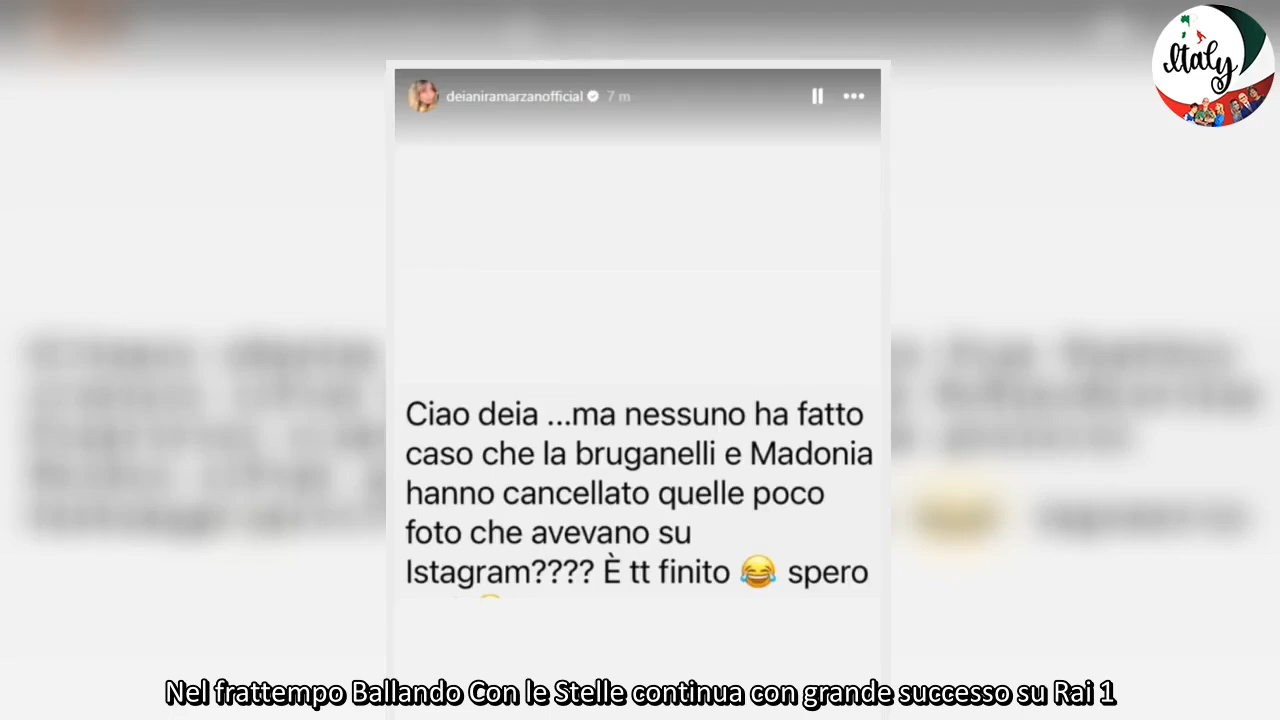 Italy
deianiramarzanofficial 7 m
Ciao deia ...ma nessuno ha fatto
caso che la bruganelli e Madonia
hanno cancellato quelle poco
foto che avevano su
Istagram???? È tt finito 😂 spero
Nel frattempo Ballando Con le Stelle continua con grande successo su Rai 1